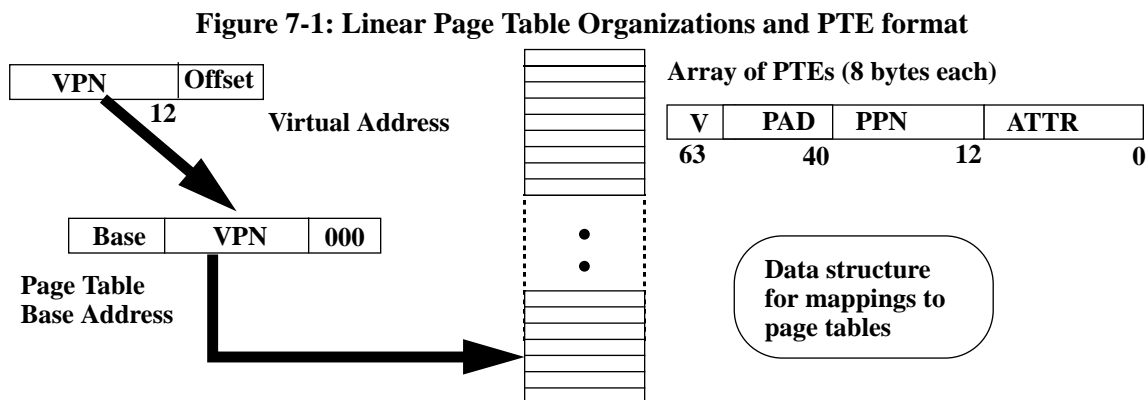 Figure 7-1: Linear Page Table Organizations and PTE format
VPN Offset
12
Virtual Address
Array of PTEs (8 bytes each)
V PAD PPN ATTR
63 40 12 0
Base VPN 000
Page Table
Base Address
Data structure
for mappings to
page tables